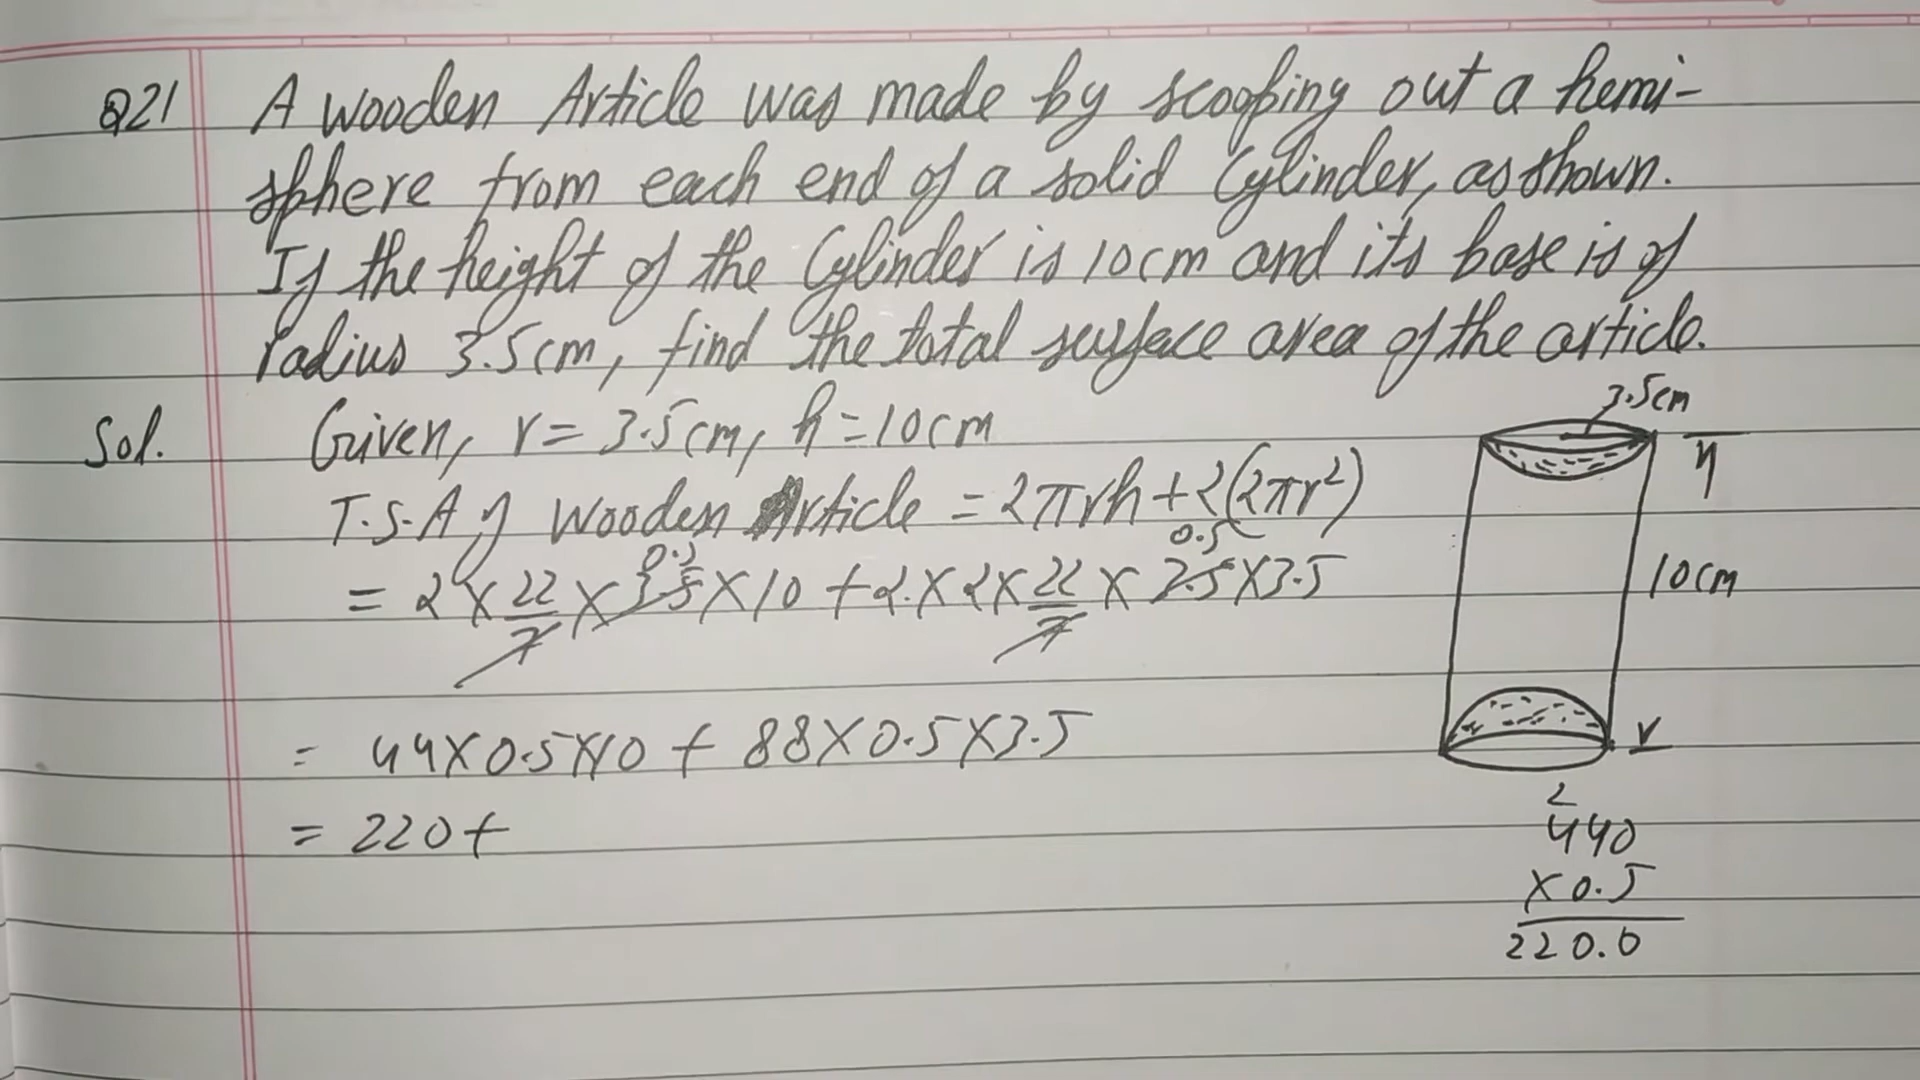 Q21 A wooden Article was made by scooping out a hemi-
sphere from each end of a solid Cylinder, as shown.
If the height of the Cylinder is 10cm and its base is of
radius 3.5cm, find the total surface area of the article.
Sol. Given, r = 3.5cm, h = 10cm
T.S.A of Wooden Article = 2πrh + 2(2πr²)
= 2 × 22/7 × 3.5 × 10 + 2 × 2 × 22/7 × 3.5 × 3.5
= 44×0.5×10 + 88×0.5×3.5
= 220+
3.5cm
10cm
2
440
×0.5
220.0